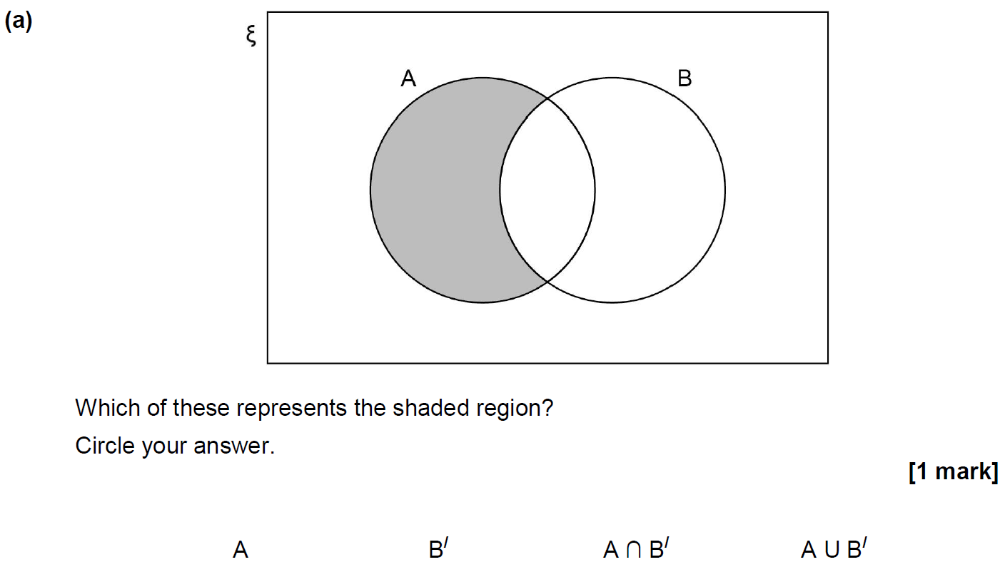 (a)
ξ
A B
Which of these represents the shaded region?
Circle your answer.
[1 mark]
A B′ A ∩ B′ A ∪ B′